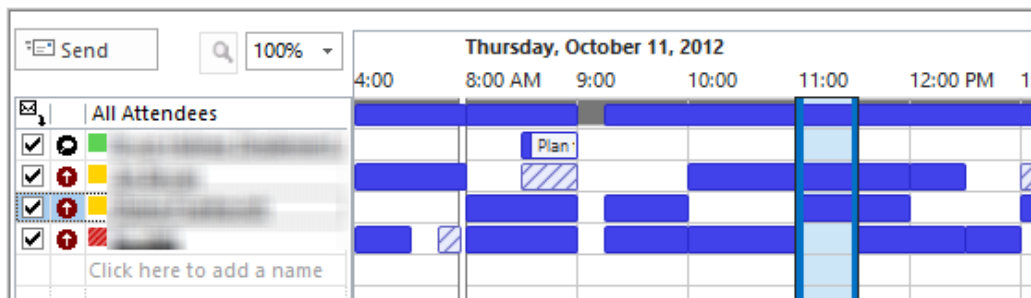 Send
100%
Thursday, October 11, 2012
4:00 8:00 AM 9:00 10:00 11:00 12:00 PM 1
All Attendees
Plan
Click here to add a name